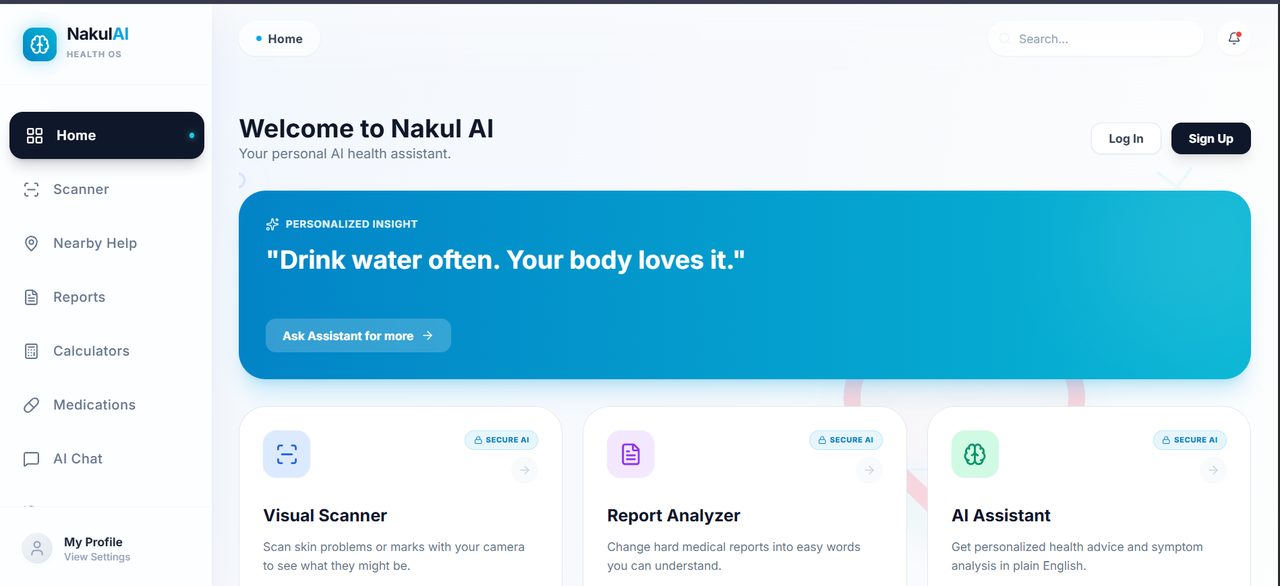 NakulAI
HEALTH OS
Home
Scanner
Nearby Help
Reports
Calculators
Medications
AI Chat
My Profile
View Settings
Home
Search...
Welcome to Nakul AI
Your personal AI health assistant.
Log In
Sign Up
PERSONALIZED INSIGHT
"Drink water often. Your body loves it."
Ask Assistant for more
SECURE AI
Visual Scanner
Scan skin problems or marks with your camera
to see what they might be.
SECURE AI
Report Analyzer
Change hard medical reports into easy words
you can understand.
SECURE AI
AI Assistant
Get personalized health advice and symptom
analysis in plain English.